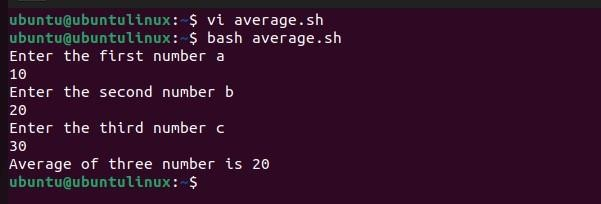 ubuntu@ubuntulinux:~$ vi average.sh
ubuntu@ubuntulinux:~$ bash average.sh
Enter the first number a
10
Enter the second number b
20
Enter the third number c
30
Average of three number is 20
ubuntu@ubuntulinux:~$